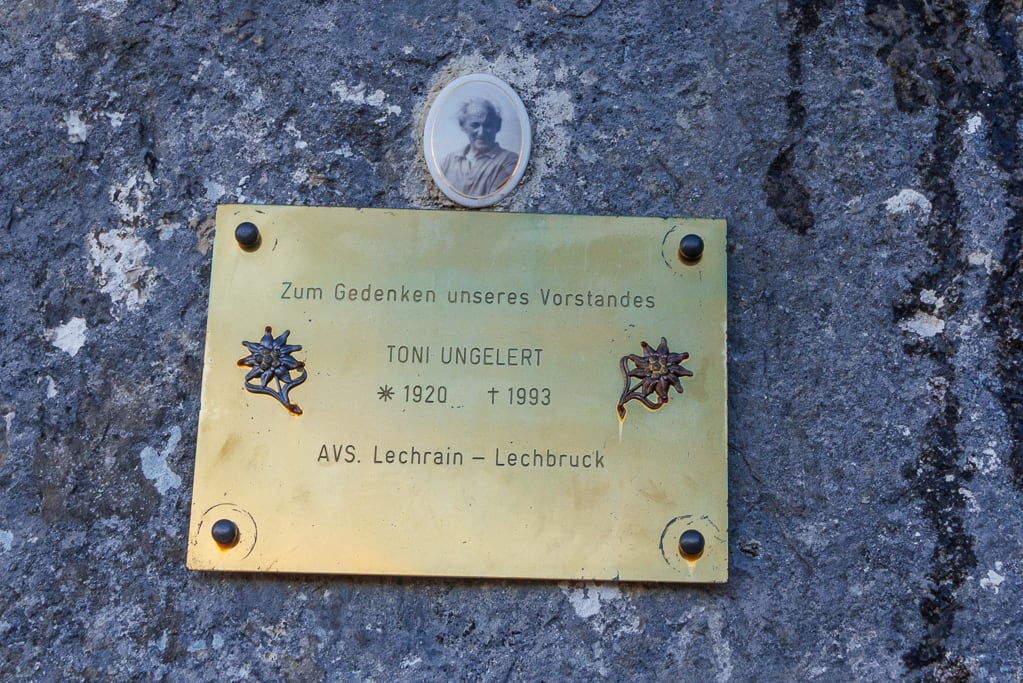 Zum Gedenken unseres Vorstandes
TONI UNGELERT
* 1920 † 1993
AVS. Lechrain – Lechbruck